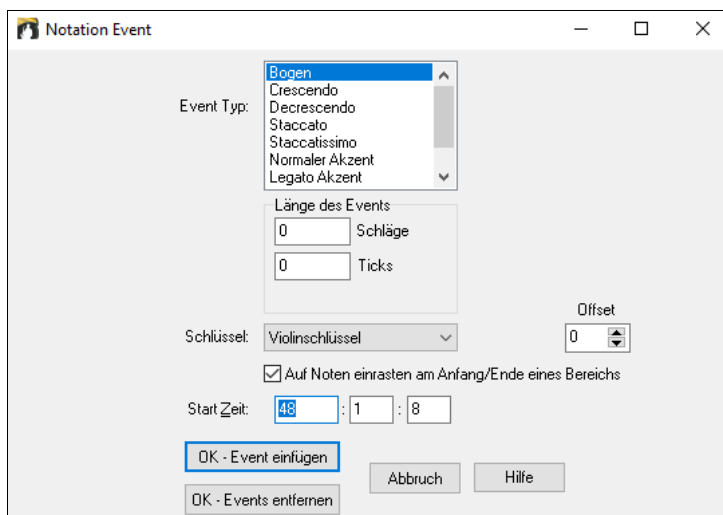 Notation Event
Event Typ:
Bogen
Crescendo
Decrescendo
Staccato
Staccatissimo
Normaler Akzent
Legato Akzent
Länge des Events
0 Schläge
0 Ticks
Offset
Schlüssel: Violinschlüssel 0
Auf Noten einrasten am Anfang/Ende eines Bereichs
Start Zeit: 48 : 1 : 8
OK - Event einfügen
Abbruch Hilfe
OK - Events entfernen